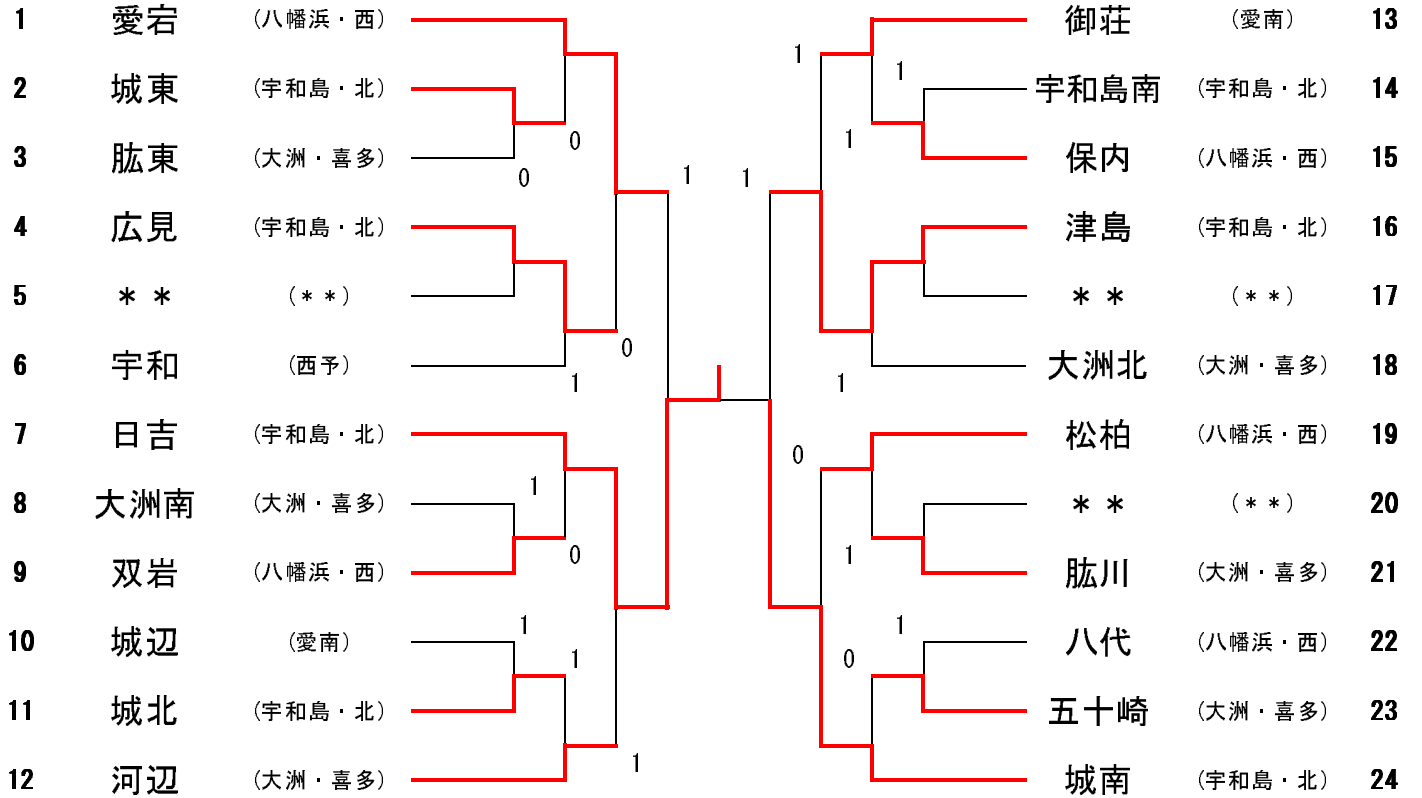 1 愛宕 (八幡浜・西)
2 城東 (宇和島・北)
3 肱東 (大洲・喜多)
4 広見 (宇和島・北)
5 ＊＊ (＊＊)
6 宇和 (西予)
7 日吉 (宇和島・北)
8 大洲南 (大洲・喜多)
9 双岩 (八幡浜・西)
10 城辺 (愛南)
11 城北 (宇和島・北)
12 河辺 (大洲・喜多)
0
0
0
1
1
0
1
1
1
1
1
1
1
1
1
0
1
1
0
御荘 (愛南) 13
宇和島南 (宇和島・北) 14
保内 (八幡浜・西) 15
津島 (宇和島・北) 16
＊＊ (＊＊) 17
大洲北 (大洲・喜多) 18
松柏 (八幡浜・西) 19
＊＊ (＊＊) 20
肱川 (大洲・喜多) 21
八代 (八幡浜・西) 22
五十崎 (大洲・喜多) 23
城南 (宇和島・北) 24